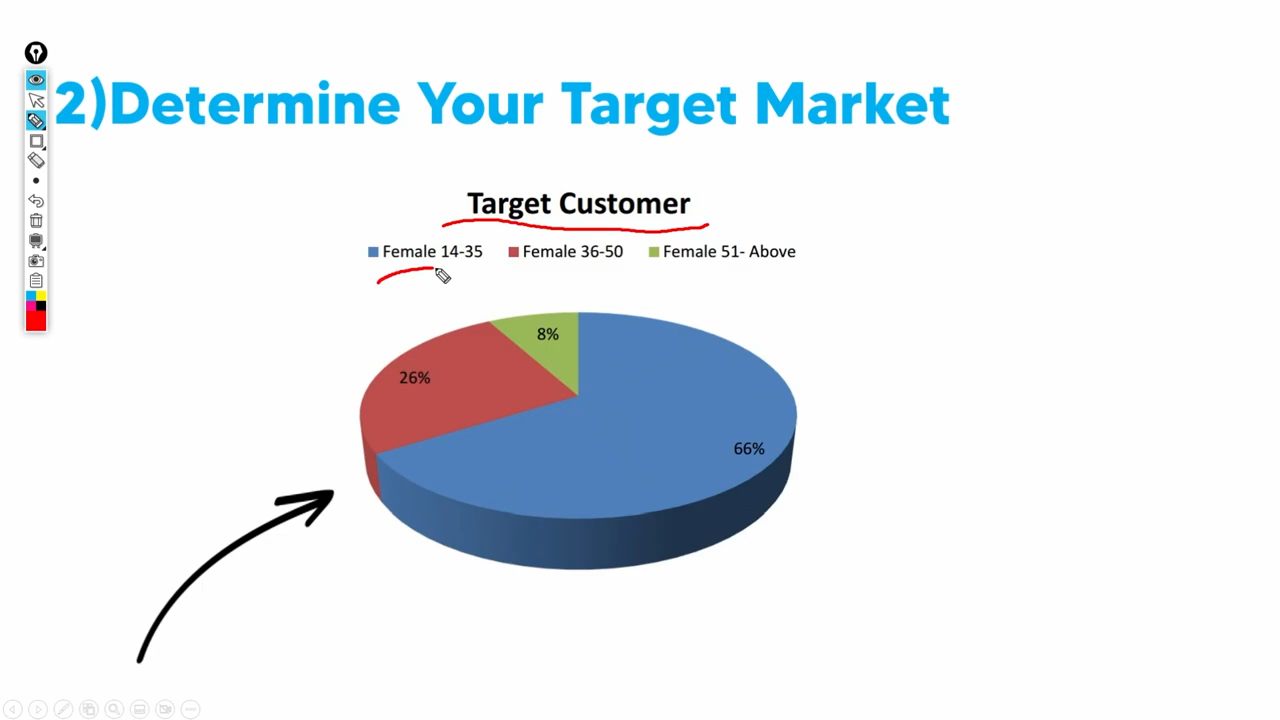 2)Determine Your Target Market
Target Customer
Female 14-35 Female 36-50 Female 51- Above
8%
26%
66%